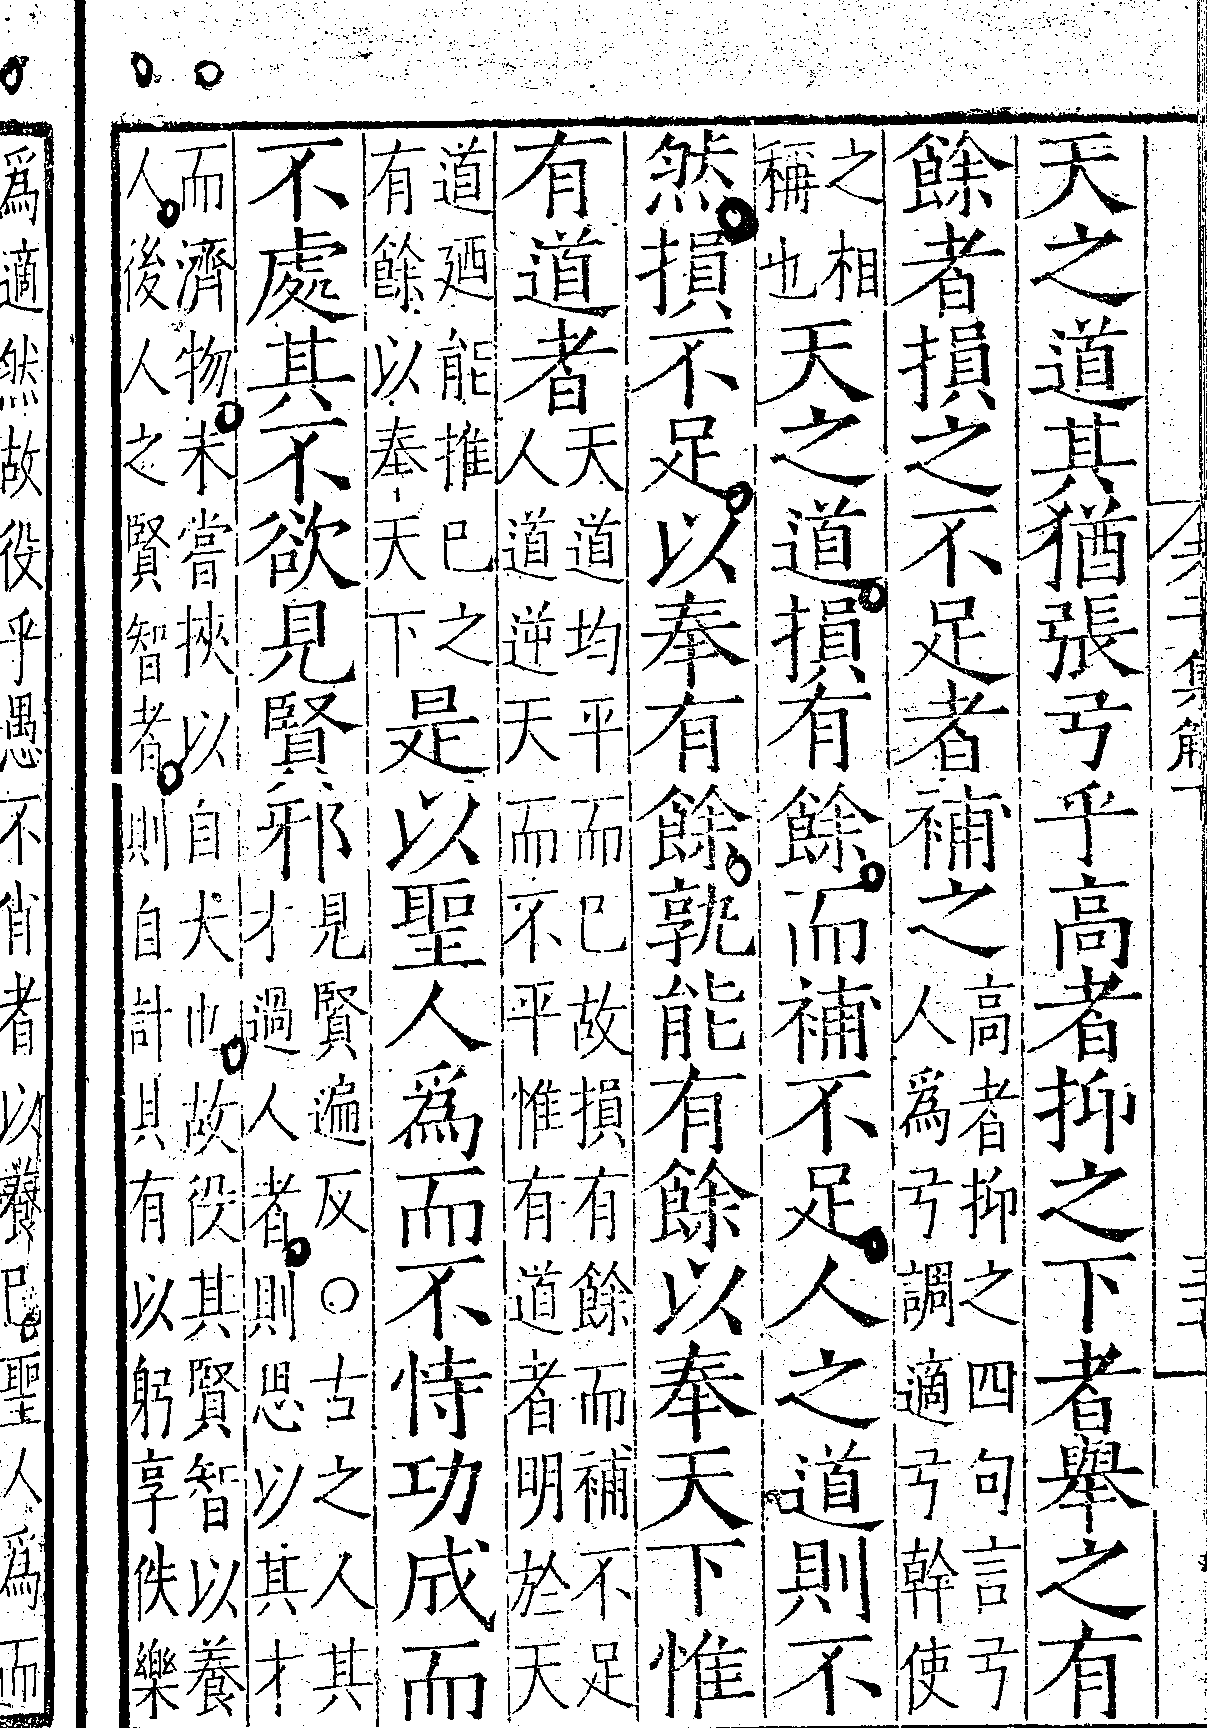 老子集解下
天之道其猶張弓乎高者抑之下者舉之有
餘者損之不足者補之高者抑之四句言弓人爲弓調適弓幹使
之相稱也天之道損有餘而補不足人之道則不
然損不足以奉有餘孰能有餘以奉天下惟
有道者天道均平而已故損有餘而補不足人道逆天而不平惟有道者明於天
道廼能推已之有餘以奉天下是以聖人爲而不恃功成而
不處其不欲見賢邪見賢遍反○古之人其才過人者則思以其才
而濟物未嘗挾以自大也故役其賢智以養人後人之賢智者則自計其有以躬享佚樂
爲適然故役乎愚不肖者以養已聖人爲而